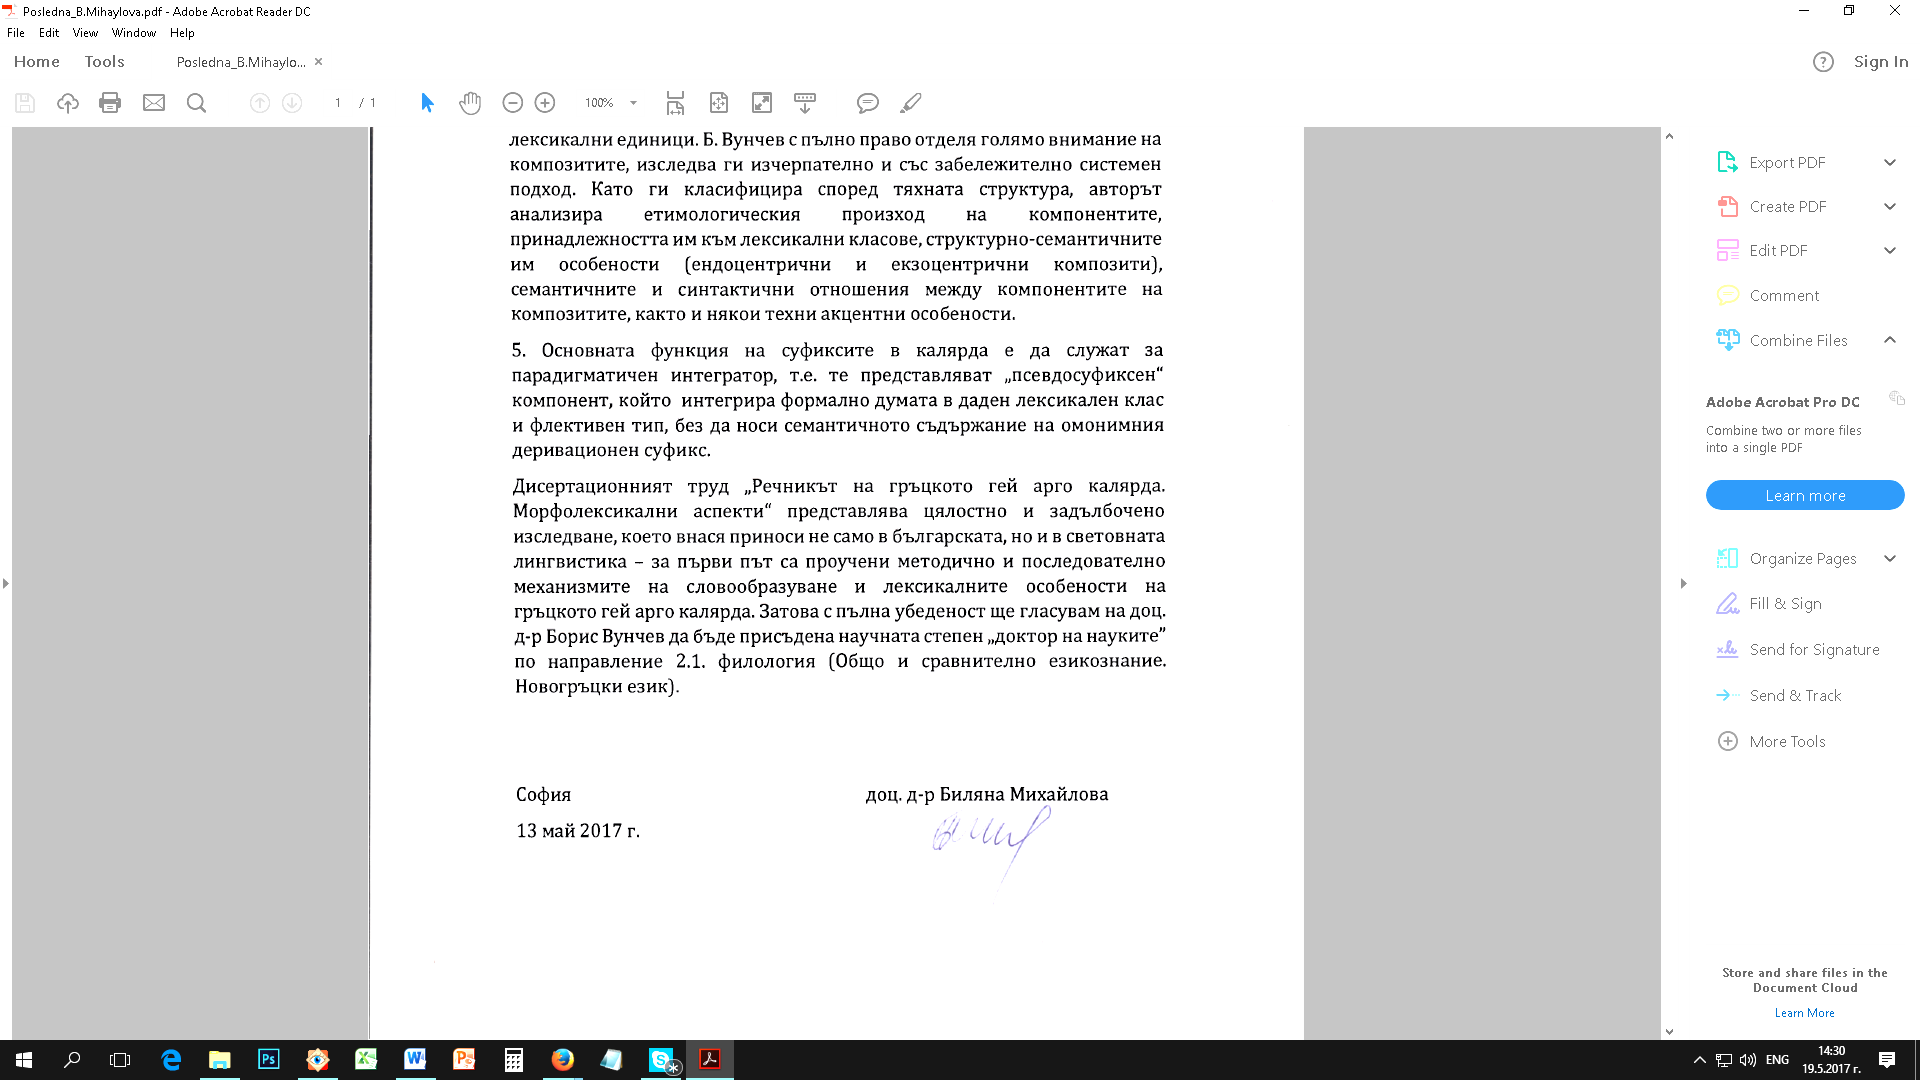 Posledna_B.Mihaylova.pdf - Adobe Acrobat Reader DC
File Edit View Window Help
Home Tools Posledna_B.Mihaylo... × Sign In
1 / 1 100%
лексикални единици. Б. Вунчев с пълно право отделя голямо внимание на
композитите, изследва ги изчерпателно и със забележително системен
подход. Като ги класифицира според тяхната структура, авторът
анализира етимологическия произход на компонентите,
принадлежността им към лексикални класове, структурно-семантичните
им особености (ендоцентрични и екзоцентрични композити),
семантичните и синтактични отношения между компонентите на
композитите, както и някои техни акцентни особености.
5. Основната функция на суфиксите в калярда е да служат за
парадигматичен интегратор, т.е. те представляват „псевдосуфиксен“
компонент, който интегрира формално думата в даден лексикален клас
и флективен тип, без да носи семантичното съдържание на омонимния
деривационен суфикс.
Дисертационният труд „Речникът на гръцкото гей арго калярда.
Морфолексикални аспекти“ представлява цялостно и задълбочено
изследване, което внася приноси не само в българската, но и в световната
лингвистика – за първи път са проучени методично и последователно
механизмите на словообразуване и лексикалните особености на
гръцкото гей арго калярда. Затова с пълна убеденост ще гласувам на доц.
д-р Борис Вунчев да бъде присъдена научната степен „доктор на науките”
по направление 2.1. филология (Общо и сравнително езикознание.
Новогръцки език).
София доц. д-р Биляна Михайлова
13 май 2017 г.
Export PDF
Create PDF
Edit PDF
Comment
Combine Files
Adobe Acrobat Pro DC
Combine two or more files
into a single PDF
Learn more
Organize Pages
Fill & Sign
Send for Signature
Send & Track
More Tools
Store and share files in the
Document Cloud
Learn More
ENG
14:30
19.5.2017 г.